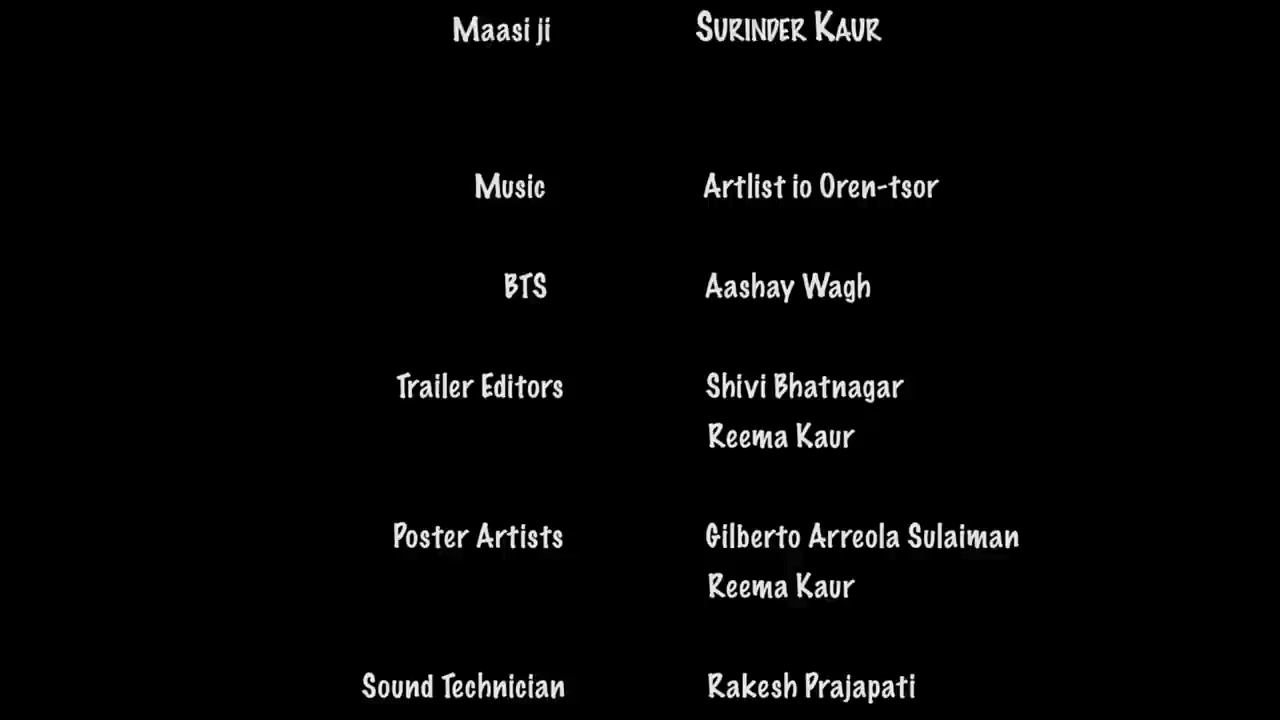 Maasi ji SURINDER KAUR
Music Artlist io Oren-tsor
BTS Aashay Wagh
Trailer Editors Shivi Bhatnagar
Reema Kaur
Poster Artists Gilberto Arreola Sulaiman
Reema Kaur
Sound Technician Rakesh Prajapati